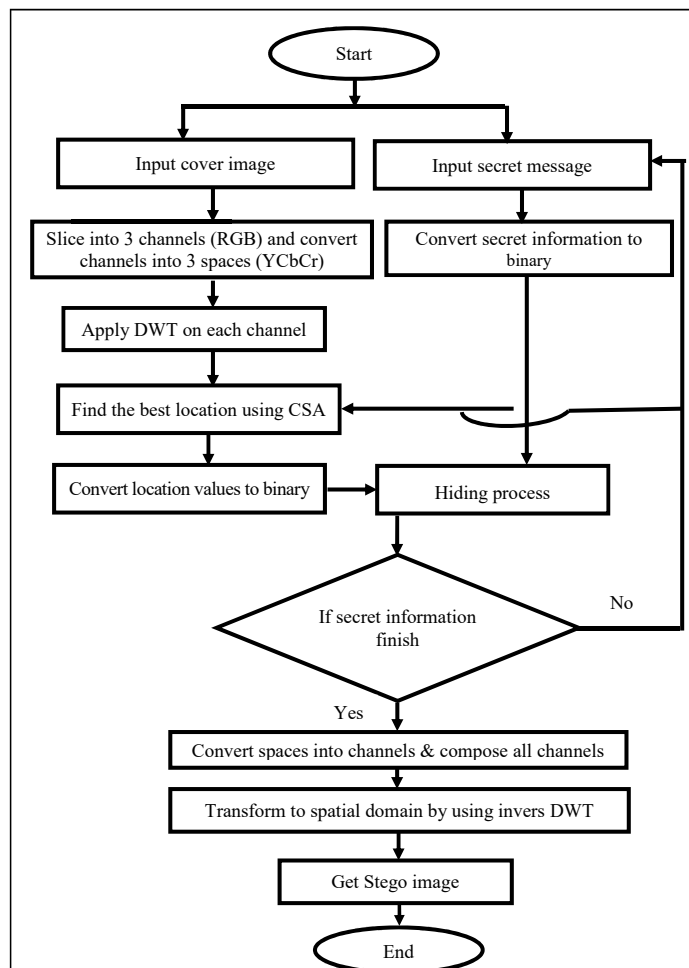 Start
Input cover image
Input secret message
Slice into 3 channels (RGB) and convert
channels into 3 spaces (YCbCr)
Convert secret information to
binary
Apply DWT on each channel
Find the best location using CSA
Convert location values to binary
Hiding process
If secret information
finish
No
Yes
Convert spaces into channels & compose all channels
Transform to spatial domain by using invers DWT
Get Stego image
End